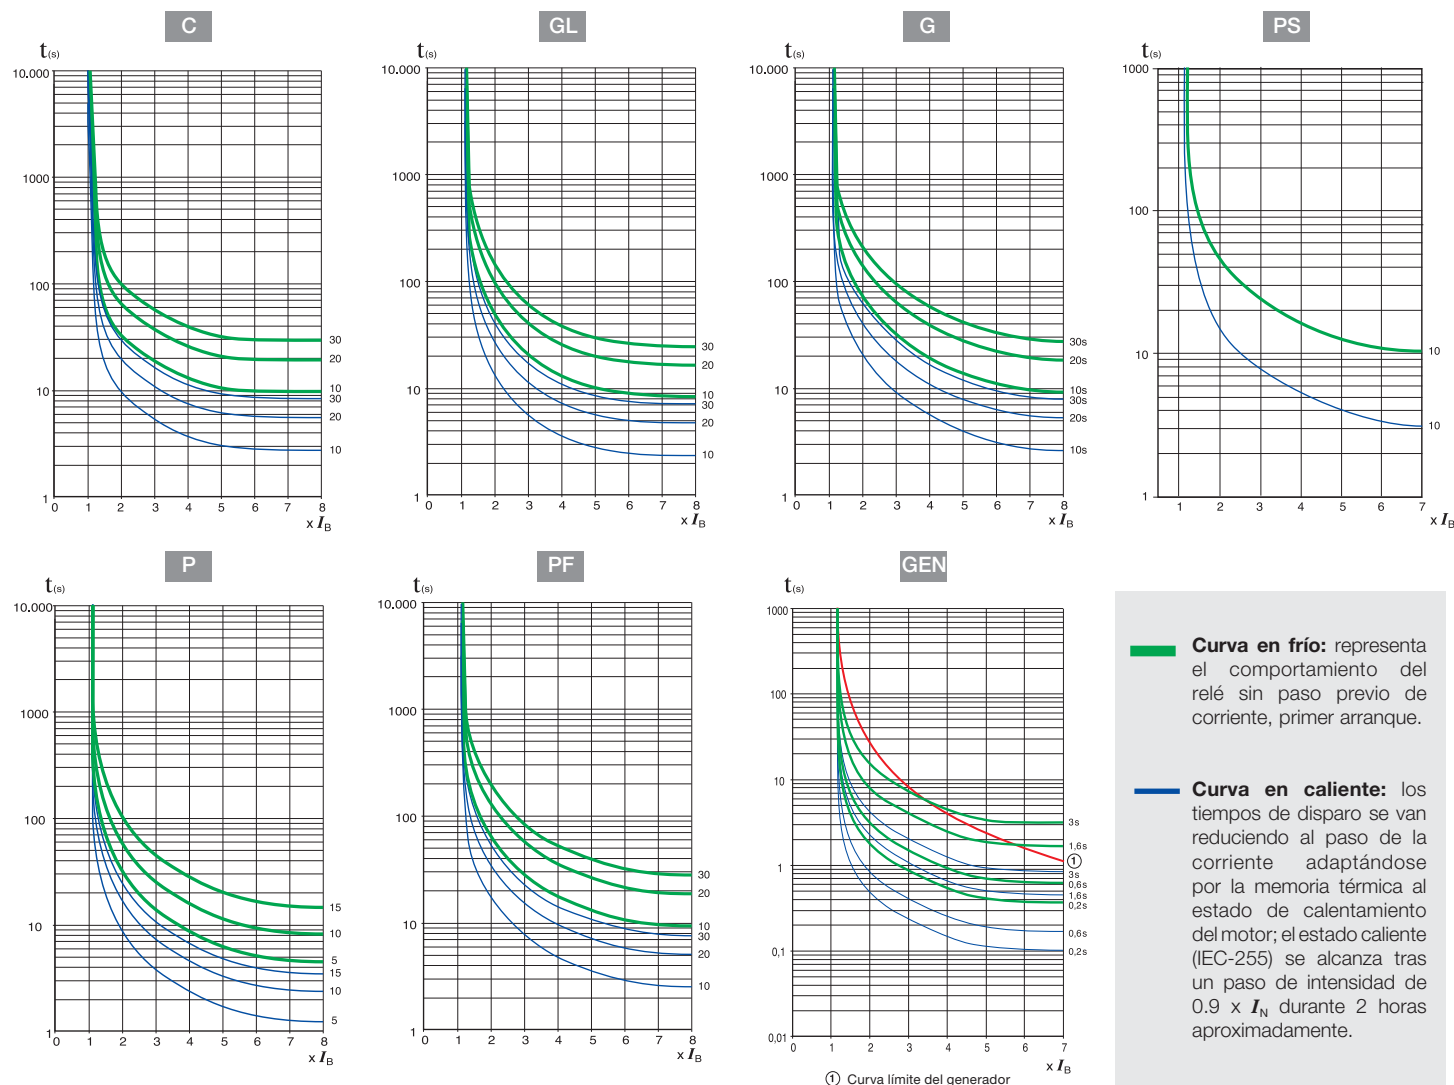 C
t(s)
10.000
1000
100
10
1
0 1 2 3 4 5 6 7 8
x IB
30
20
10
30
20
10
GL
t(s)
10.000
1000
100
10
1
0 1 2 3 4 5 6 7 8
x IB
30
20
10
30
20
10
G
t(s)
10.000
1000
100
10
1
0 1 2 3 4 5 6 7 8
x IB
30s
20s
10s
30s
20s
10s
PS
t(s)
1000
100
10
1
1 2 3 4 5 6 7
x IB
10
10
P
t(s)
10.000
1000
100
10
1
0 1 2 3 4 5 6 7 8
x IB
15
10
5
15
10
5
PF
t(s)
10.000
1000
100
10
1
0 1 2 3 4 5 6 7 8
x IB
30
20
10
30
20
10
GEN
t(s)
1000
100
10
1
0,1
0,01
0 1 2 3 4 5 6 7
x IB
3s
1,6s
1
3s
0,6s
1,6s
0,2s
0,6s
0,2s
① Curva límite del generador
Curva en frío: representa
el comportamiento del
relé sin paso previo de
corriente, primer arranque.
Curva en caliente: los
tiempos de disparo se van
reduciendo al paso de la
corriente adaptándose
por la memoria térmica al
estado de calentamiento
del motor; el estado caliente
(IEC-255) se alcanza tras
un paso de intensidad de
0.9 x IN durante 2 horas
aproximadamente.